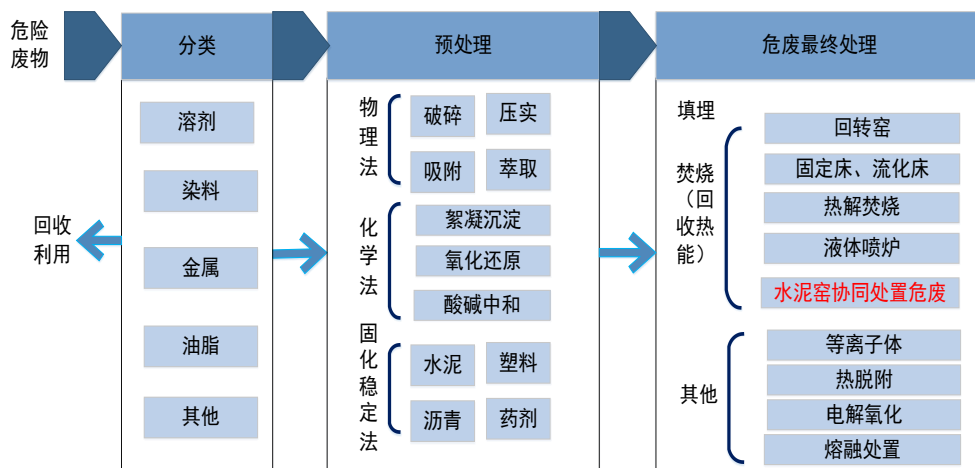 危险
废物
分类
预处理
危废最终处理
溶剂
染料
金属
油脂
其他
回收
利用
物理法
破碎
压实
吸附
萃取
化学法
絮凝沉淀
氧化还原
酸碱中和
固化稳定法
水泥
塑料
沥青
药剂
填埋
焚烧
(回
收热
能)
回转窑
固定床、流化床
热解焚烧
液体喷炉
水泥窑协同处置危废
其他
等离子体
热脱附
电解氧化
熔融处置